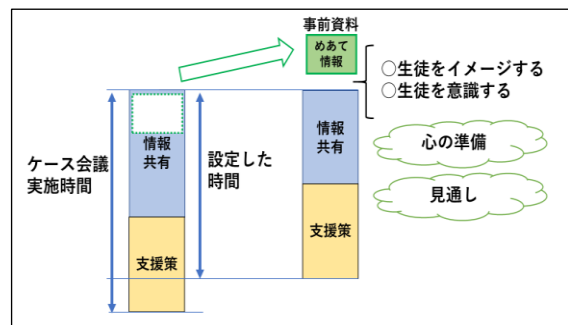 事前資料
めあて
情報
○生徒をイメージする
○生徒を意識する
心の準備
見通し
ケース会議
実施時間
情報
共有
支援策
設定した
時間
情報
共有
支援策